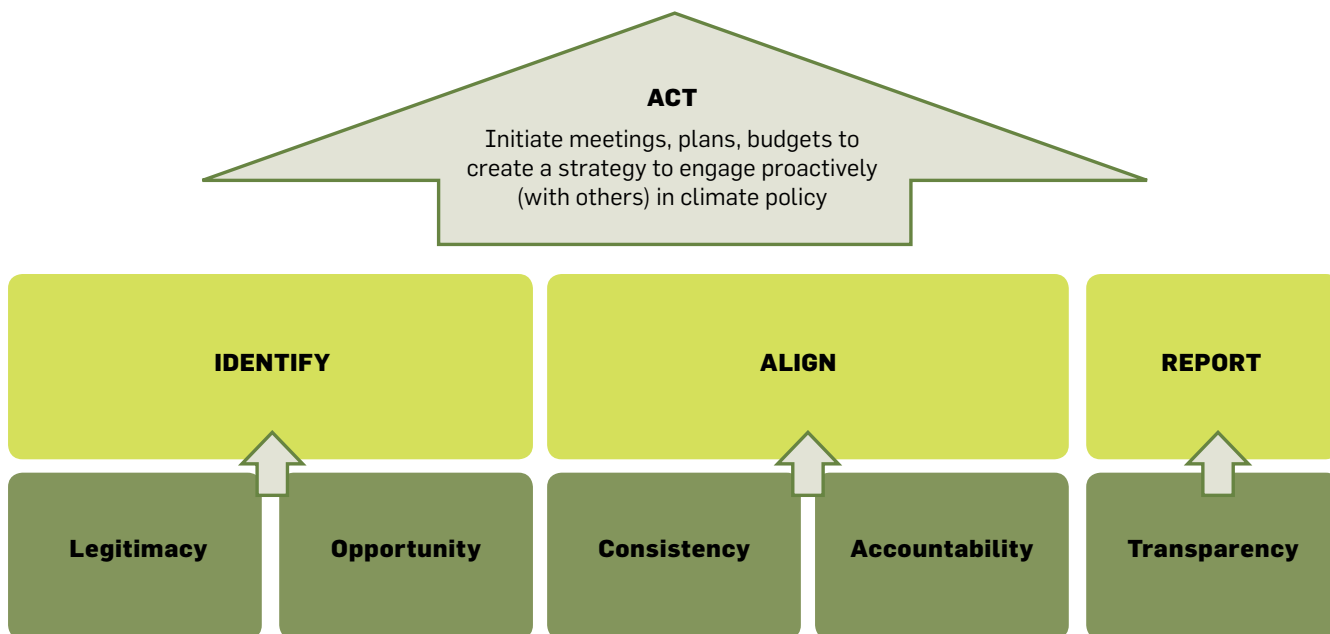 ACT
Initiate meetings, plans, budgets to
create a strategy to engage proactively
(with others) in climate policy
IDENTIFY
ALIGN
REPORT
Legitimacy
Opportunity
Consistency
Accountability
Transparency